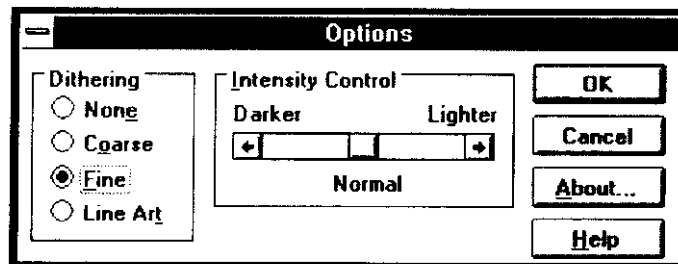 Options
Dithering
None
Coarse
Fine
Line Art
Intensity Control
Darker Lighter
Normal
OK
Cancel
About...
Help